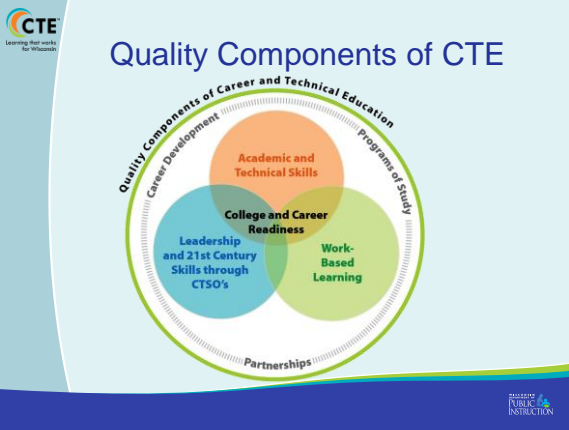 CTE
Learning that works
for Wisconsin
Quality Components of CTE
Quality Components of Career and Technical Education
Career Development
Programs of Study
Academic and
Technical Skills
College and Career
Readiness
Leadership
and 21st Century
Skills through
CTSO's
Work-
Based
Learning
Partnerships
WISCONSIN
PUBLIC
INSTRUCTION